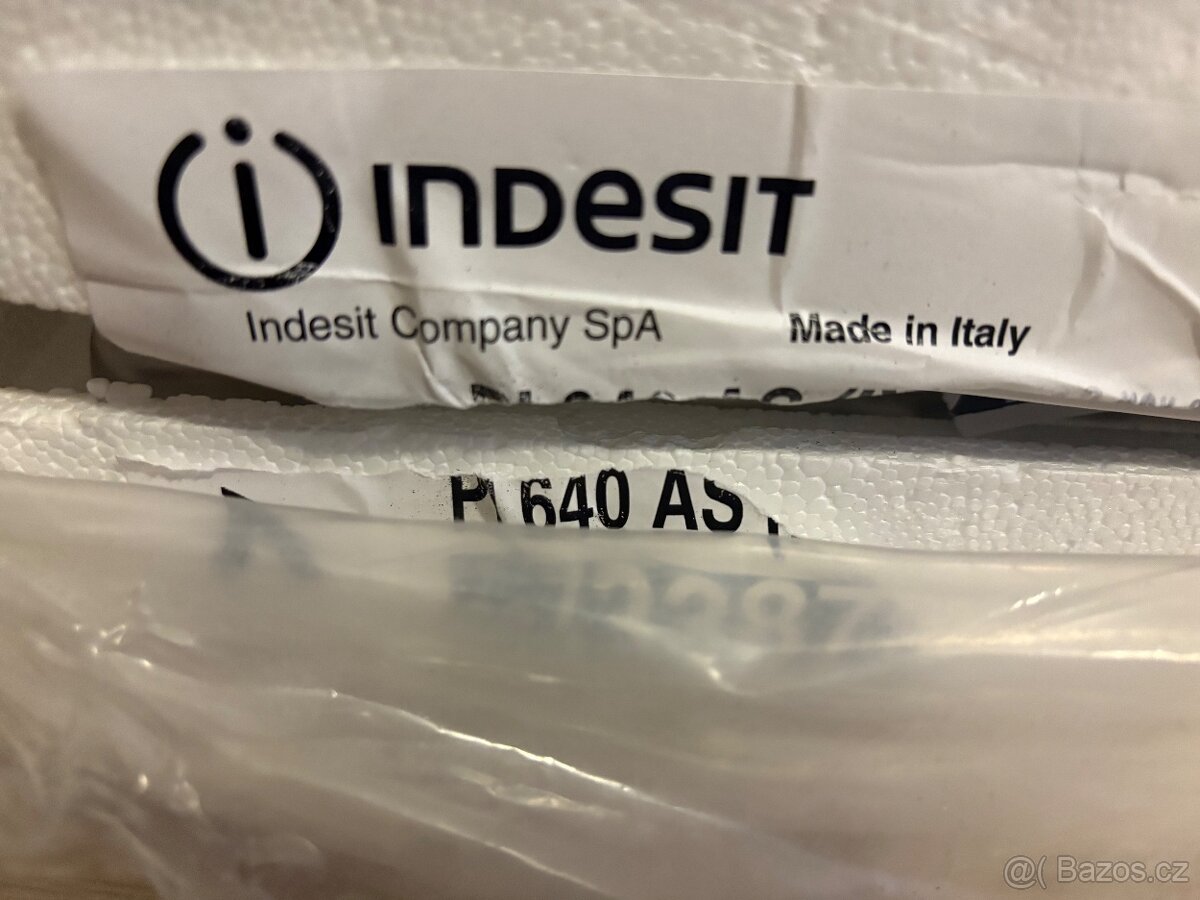 i INDESIT
Indesit Company SpA Made in Italy
640 AS
@( Bazos.cz